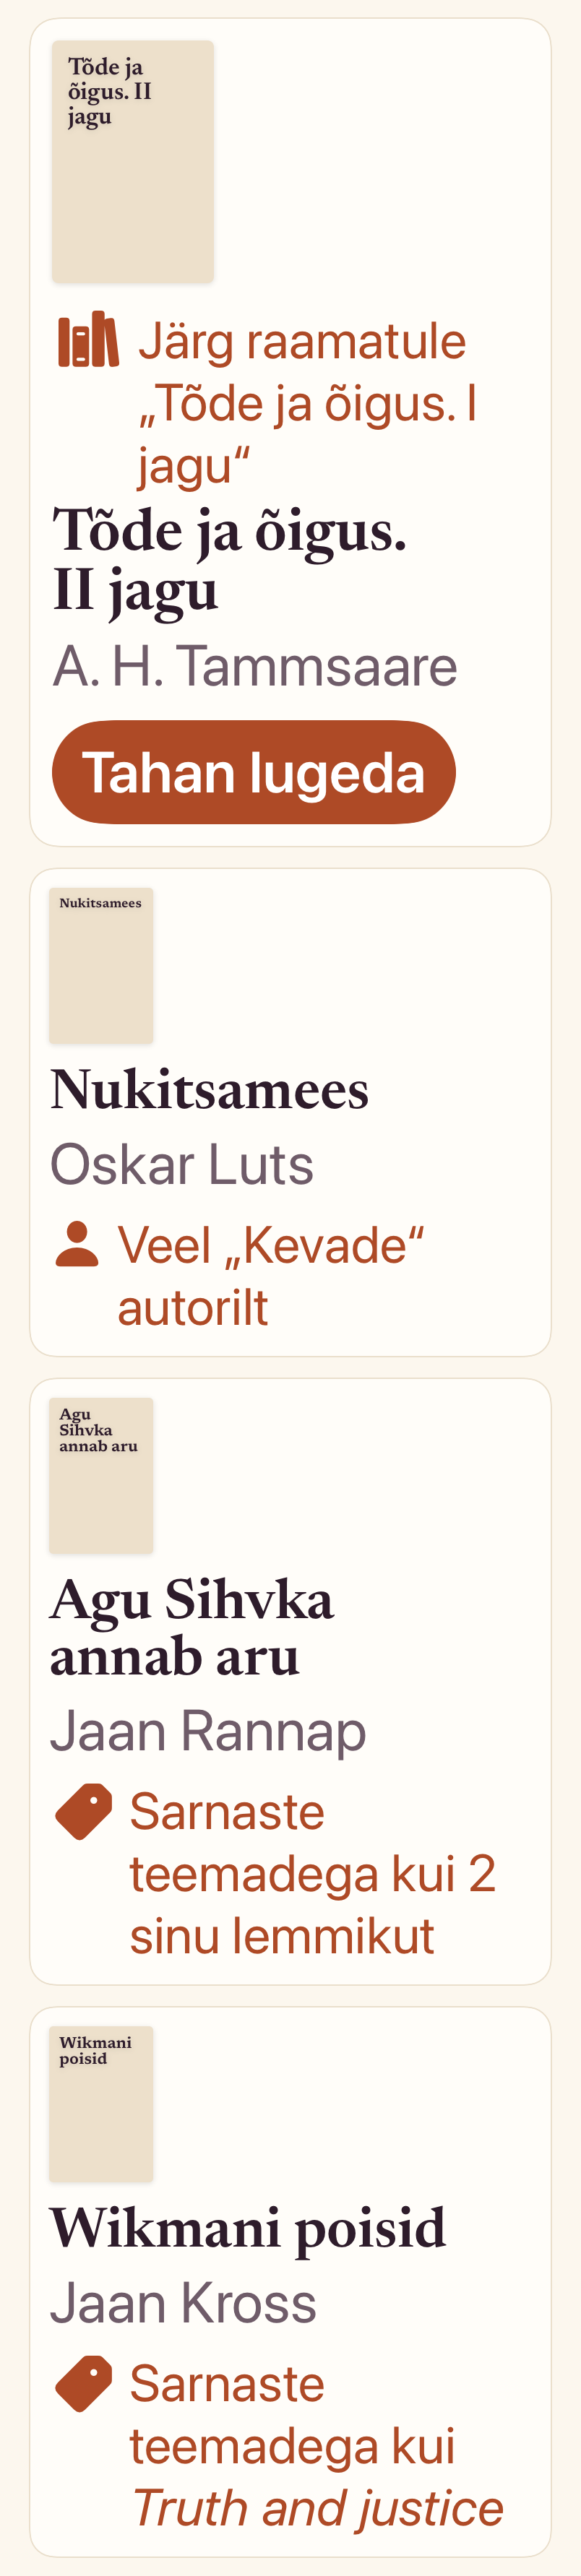 Tõde ja
õigus. II
jagu
Järg raamatule
„Tõde ja õigus. I
jagu“
Tõde ja õigus.
II jagu
A. H. Tammsaare
Tahan lugeda
Nukitsamees
Nukitsamees
Oskar Luts
Veel „Kevade“
autorilt
Agu
Sihvka
annab aru
Agu Sihvka
annab aru
Jaan Rannap
Sarnaste
teemadega kui 2
sinu lemmikut
Wikmani
poisid
Wikmani poisid
Jaan Kross
Sarnaste
teemadega kui
Truth and justice